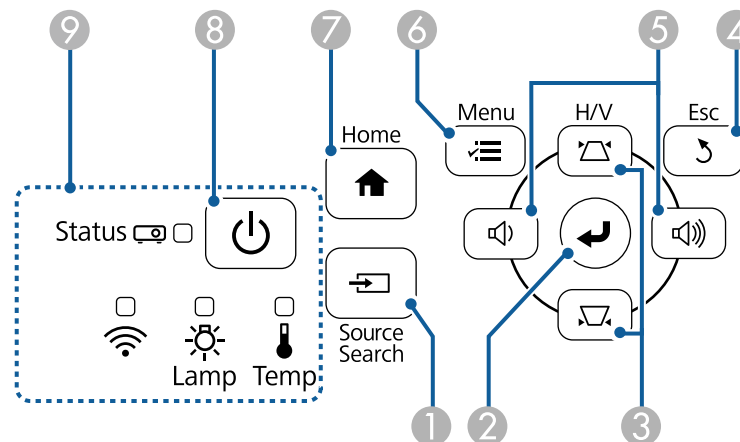 9 8 7 6 5 4
Menu H/V Esc
Home
Status
Source
Search
Lamp Temp
1 2 3